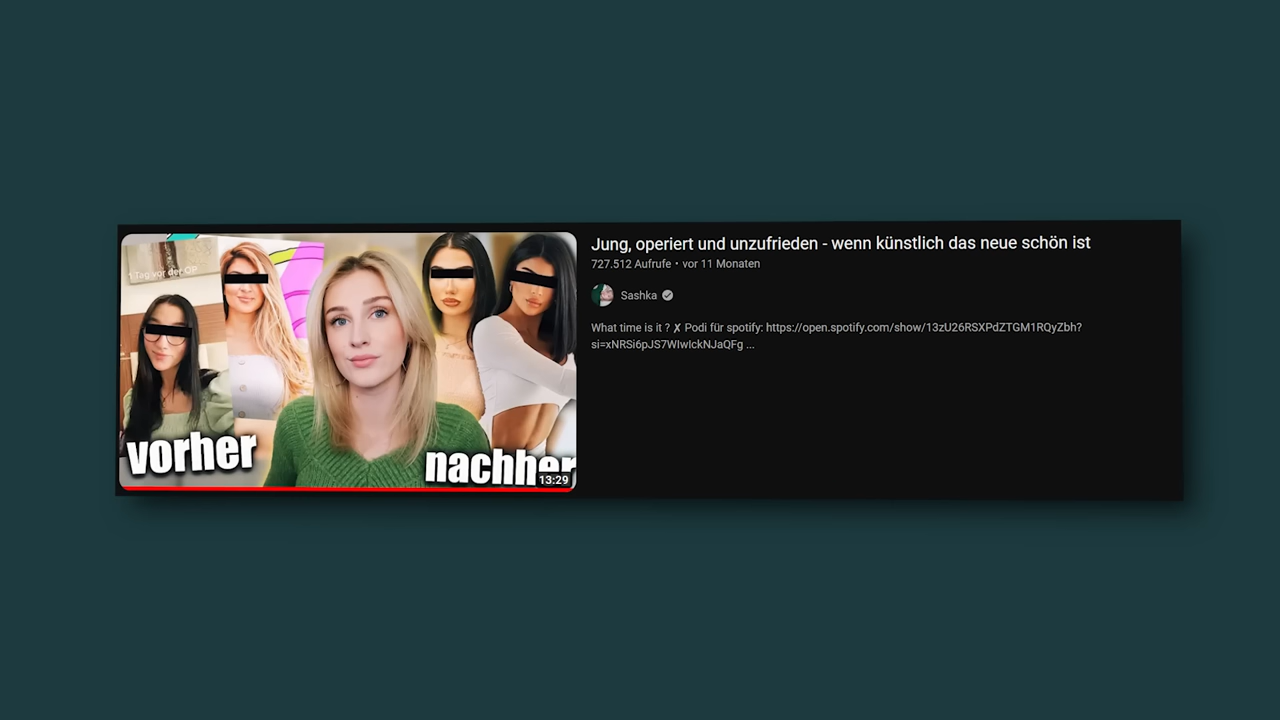 1 Tag vor der OP
vorher
nachher
13:29
Jung, operiert und unzufrieden - wenn künstlich das neue schön ist
727.512 Aufrufe • vor 11 Monaten
Sashka
What time is it ? ✗ Podi für spotify: https://open.spotify.com/show/13zU26RSXPdZTGM1RQyZbh?
si=xNRSi6pJS7WIwIckNJaQFg ...